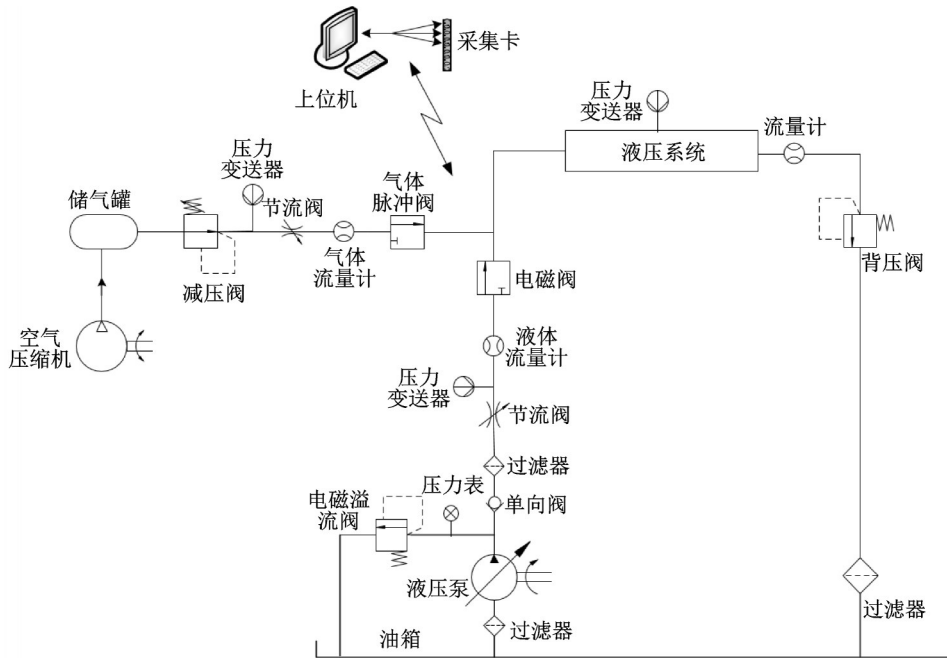 采集卡
上位机
压力
变送器
流量计
液压系统
压力
变送器
储气罐
节流阀
气体
脉冲阀
气体
流量计
减压阀
背压阀
电磁阀
空气
压缩机
液体
流量计
压力
变送器
节流阀
过滤器
压力表
电磁溢
流阀
单向阀
液压泵
过滤器
过滤器
油箱